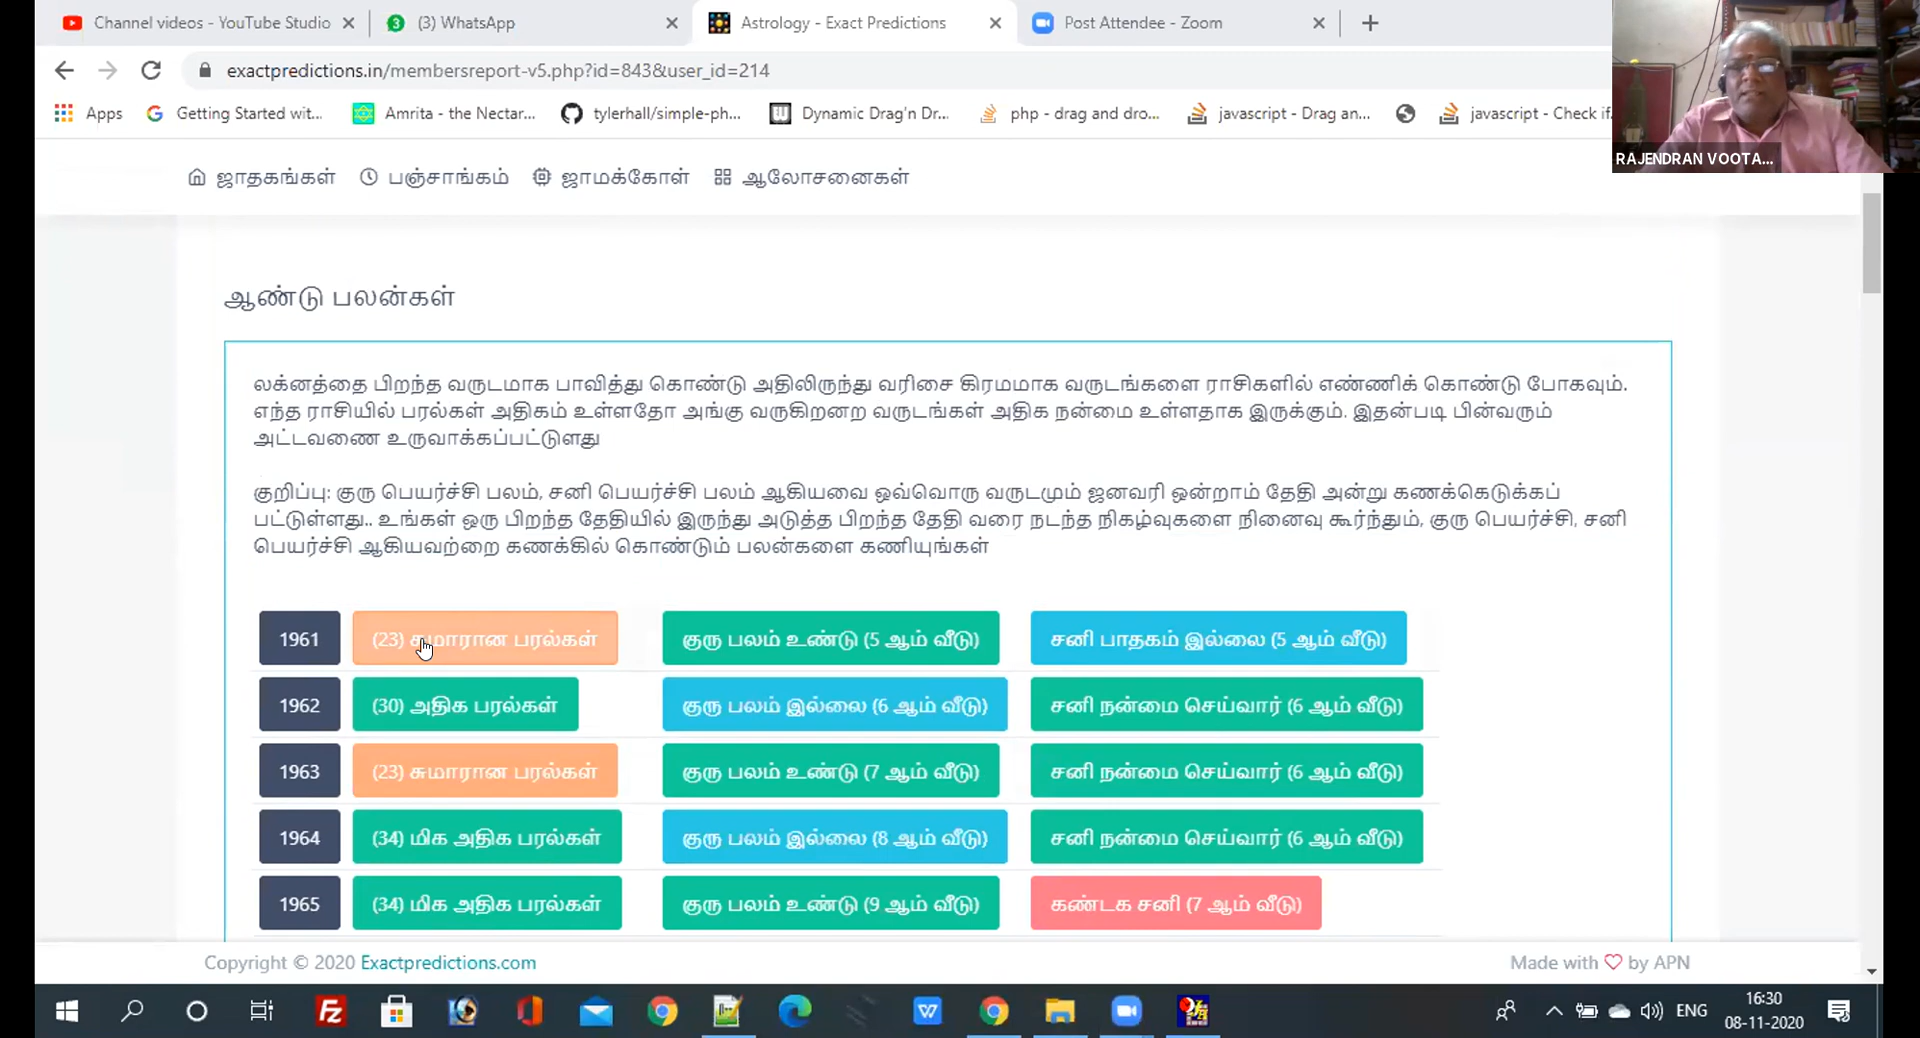 Channel videos - YouTube Studio
(3) WhatsApp
Astrology - Exact Predictions
Post Attendee - Zoom
exactpredictions.in/membersreport-v5.php?id=843&user_id=214
Apps
Getting Started wit...
Amrita - the Nectar...
tylerhall/simple-ph...
Dynamic Drag'n Dr...
php - drag and dro...
javascript - Drag an...
javascript - Check if
RAJENDRAN VOOTA...
ஜாதகங்கள் பஞ்சாங்கம் ஜாமக்கோள் ஆலோசனைகள்
ஆண்டு பலன்கள்
லக்னத்தை பிறந்த வருடமாக பாவித்து கொண்டு அதிலிருந்து வரிசை கிரமமாக வருடங்களை ராசிகளில் எண்ணிக் கொண்டு போகவும்.
எந்த ராசியில் பரல்கள் அதிகம் உள்ளதோ அங்கு வருகிறனற வருடங்கள் அதிக நன்மை உள்ளதாக இருக்கும். இதன்படி பின்வரும்
அட்டவணை உருவாக்கப்பட்டுளது
குறிப்பு: குரு பெயர்ச்சி பலம், சனி பெயர்ச்சி பலம் ஆகியவை ஒவ்வொரு வருடமும் ஜனவரி ஒன்றாம் தேதி அன்று கணக்கெடுக்கப்
பட்டுள்ளது.. உங்கள் ஒரு பிறந்த தேதியில் இருந்து அடுத்த பிறந்த தேதி வரை நடந்த நிகழ்வுகளை நினைவு கூர்ந்தும், குரு பெயர்ச்சி, சனி
பெயர்ச்சி ஆகியவற்றை கணக்கில் கொண்டும் பலன்களை கணியுங்கள்
1961 (23) சுமாரான பரல்கள் குரு பலம் உண்டு (5 ஆம் வீடு) சனி பாதகம் இல்லை (5 ஆம் வீடு)
1962 (30) அதிக பரல்கள் குரு பலம் இல்லை (6 ஆம் வீடு) சனி நன்மை செய்வார் (6 ஆம் வீடு)
1963 (23) சுமாரான பரல்கள் குரு பலம் உண்டு (7 ஆம் வீடு) சனி நன்மை செய்வார் (6 ஆம் வீடு)
1964 (34) மிக அதிக பரல்கள் குரு பலம் இல்லை (8 ஆம் வீடு) சனி நன்மை செய்வார் (6 ஆம் வீடு)
1965 (34) மிக அதிக பரல்கள் குரு பலம் உண்டு (9 ஆம் வீடு) கண்டக சனி (7 ஆம் வீடு)
Copyright © 2020 Exactpredictions.com
Made with ♡ by APN
ENG
16:30
08-11-2020